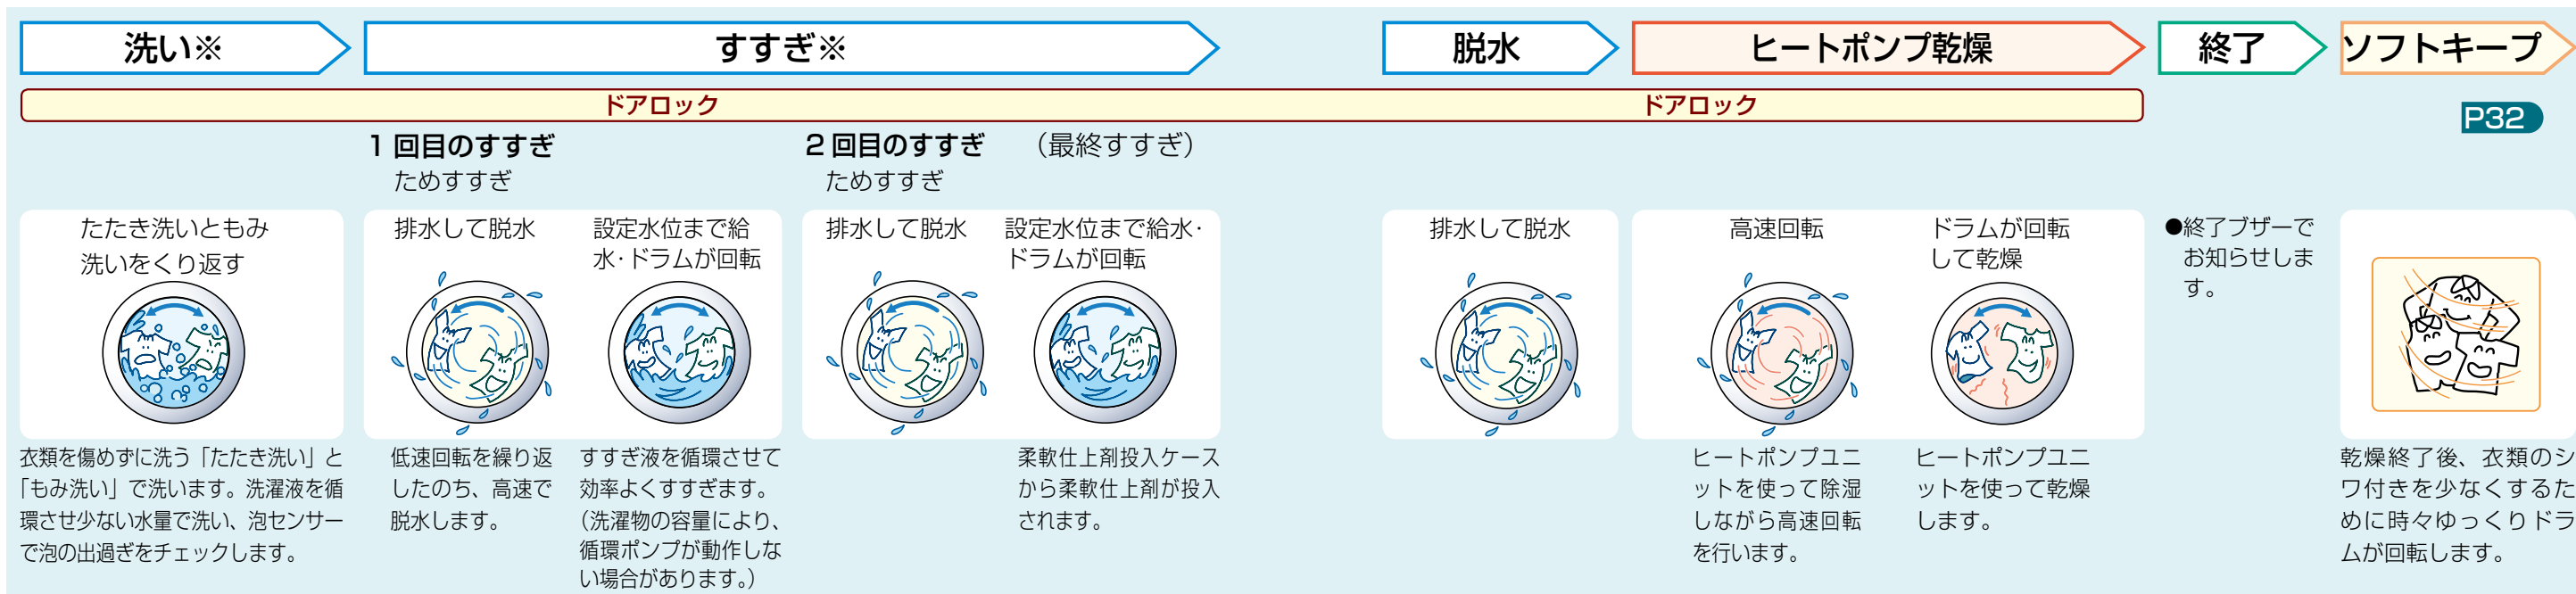 洗い※
すすぎ※
脱水
ヒートポンプ乾燥
終了
ソフトキープ
ドアロック
ドアロック
P32
1 回目のすすぎ
ためすすぎ
2 回目のすすぎ （最終すすぎ）
ためすすぎ
たたき洗いともみ
洗いをくり返す
衣類を傷めずに洗う「たたき洗い」と
「もみ洗い」で洗います。洗濯液を循
環させ少ない水量で洗い、泡センサー
で泡の出過ぎをチェックします。
排水して脱水
低速回転を繰り返
したのち、高速で
脱水します。
設定水位まで給
水･ドラムが回転
すすぎ液を循環させて
効率よくすすぎます。
（洗濯物の容量により、
循環ポンプが動作しな
い場合があります。）
排水して脱水
設定水位まで給水･
ドラムが回転
柔軟仕上剤投入ケース
から柔軟仕上剤が投入
されます。
排水して脱水
高速回転
ヒートポンプユニ
ットを使って除湿
しながら高速回転
を行います。
ドラムが回転
して乾燥
ヒートポンプユニ
ットを使って乾燥
します。
●終了ブザーで
お知らせしま
す。
乾燥終了後、衣類のシ
ワ付きを少なくするた
めに時々ゆっくりドラ
ムが回転します。